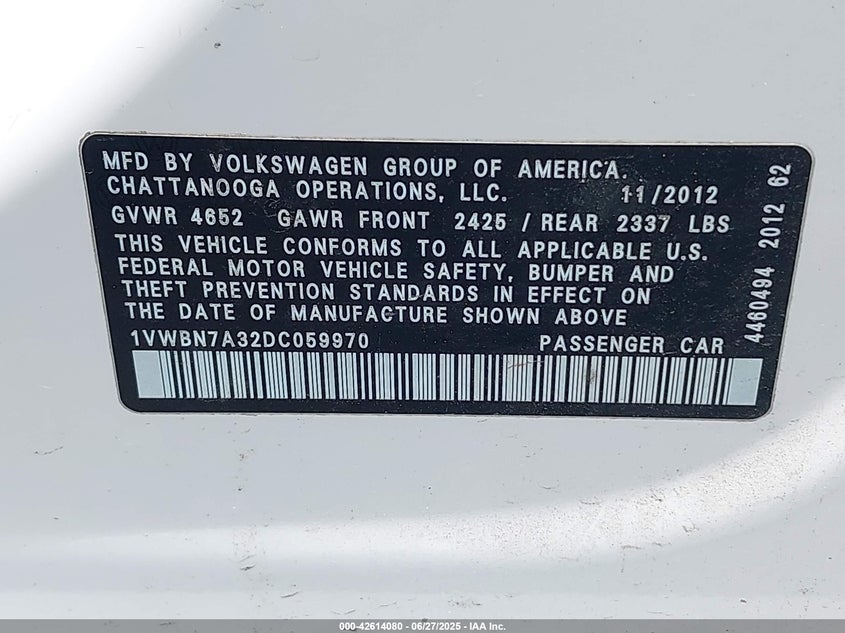 MFD BY VOLKSWAGEN GROUP OF AMERICA.
CHATTANOOGA OPERATIONS, LLC. 11/2012
GVWR 4652 GAWR FRONT 2425 / REAR 2337 LBS
THIS VEHICLE CONFORMS TO ALL APPLICABLE U.S.
FEDERAL MOTOR VEHICLE SAFETY, BUMPER AND
THEFT PREVENTION STANDARDS IN EFFECT ON
THE DATE OF MANUFACTURE SHOWN ABOVE
1VWBN7A32DC059970 PASSENGER CAR
4460494 2012 62
000-42614080 - 06/27/2025 - IAA Inc.